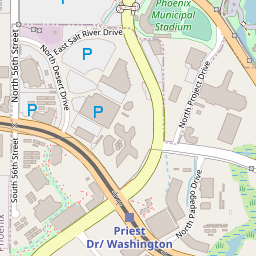 Phoenix
Municipal
Stadium
East Salt River Drive
North 56th Street
North Desert Drive
P
P
P
North Project Drive
South 56th Street
North Papago Drive
Phoenix
Priest
Dr/ Washington